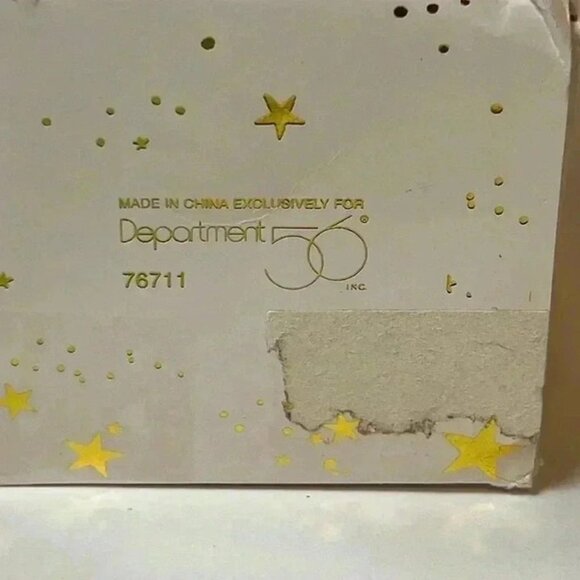 MADE IN CHINA EXCLUSIVELY FOR
Department 56®
INC.
76711